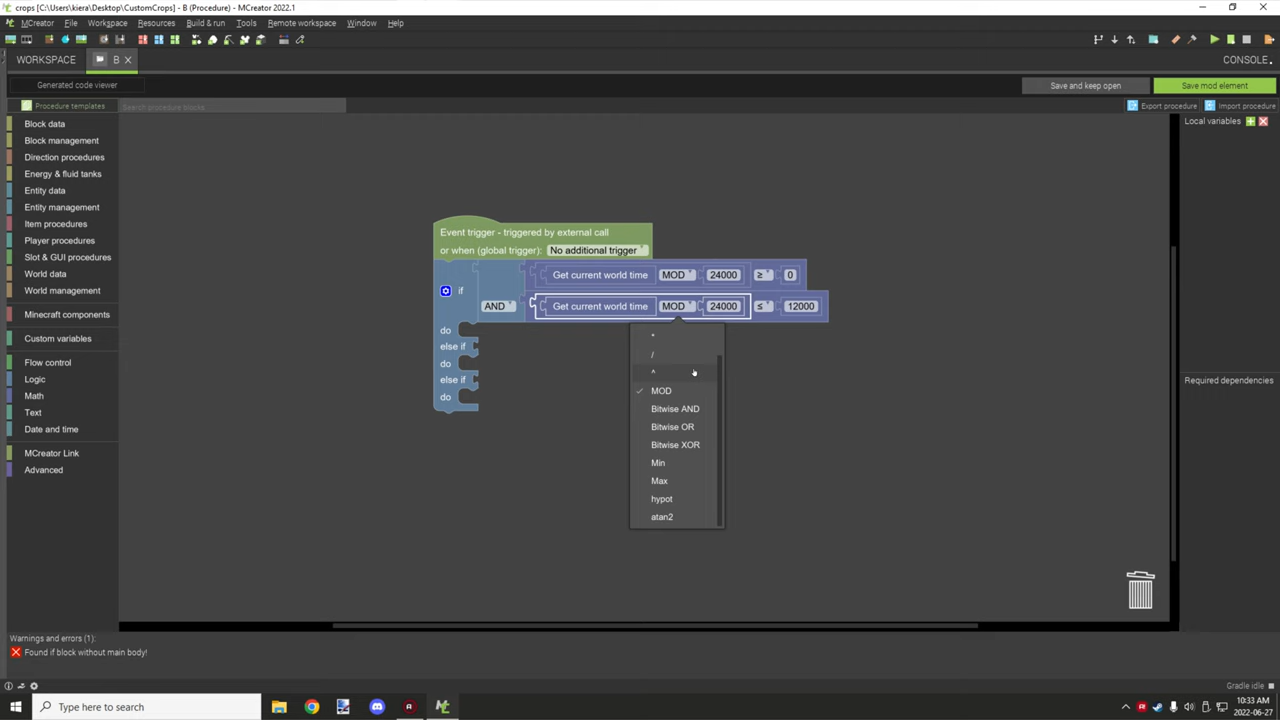 crops [C:\Users\kiera\Desktop\CustomCrops] - B (Procedure) - MCreator 2022.1
MCreator File Workspace Resources Build & run Tools Remote workspace Window Help
WORKSPACE B CONSOLE
Generated code viewer Save and keep open Save mod element
Procedure templates Search procedure blocks Export procedure Import procedure
Block data
Block management
Direction procedures
Energy & fluid tanks
Entity data
Entity management
Item procedures
Player procedures
Slot & GUI procedures
World data
World management
Minecraft components
Custom variables
Flow control
Logic
Math
Text
Date and time
MCreator Link
Advanced
Event trigger - triggered by external call
or when (global trigger): No additional trigger
if Get current world time MOD 24000 ≥ 0
AND Get current world time MOD 24000 ≤ 12000
do
else if
do
else if
do
*
/
^
MOD
Bitwise AND
Bitwise OR
Bitwise XOR
Min
Max
hypot
atan2
Local variables
Required dependencies
Warnings and errors (1):
Found if block without main body!
Gradle idle
Type here to search
10:33 AM
2022-06-27